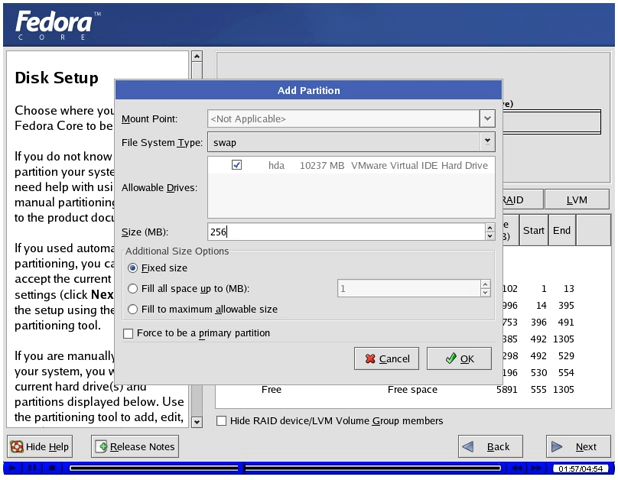 Fedora™
CORE
Disk Setup
Choose where you
Fedora Core to be
If you do not know
partition your syste
need help with usi
manual partitioning
to the product docu
If you used automa
partitioning, you ca
accept the current
settings (click Nex
the setup using the
partitioning tool.
If you are manually
your system, you w
current hard drive(s) and
partitions displayed below. Use
the partitioning tool to add, edit,
Add Partition
Mount Point: <Not Applicable>
File System Type: swap
Allowable Drives:
hda 10237 MB VMware Virtual IDE Hard Drive
Size (MB): 256
Additional Size Options
Fixed size
Fill all space up to (MB): 1
Fill to maximum allowable size
Force to be a primary partition
Cancel OK
ve)
RAID LVM
e
B) Start End
102 1 13
996 14 395
753 396 491
385 492 1305
298 492 529
196 530 554
Free Free space 5891 555 1305
Hide RAID device/LVM Volume Group members
Hide Help Release Notes Back Next
01:57/04:54